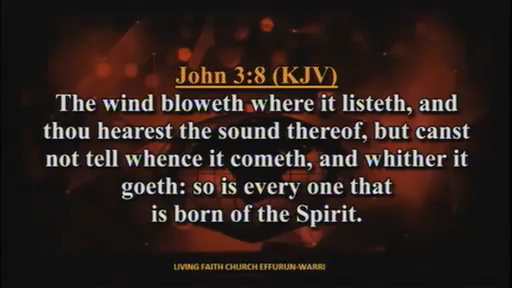 John 3:8 (KJV)
The wind bloweth where it listeth, and
thou hearest the sound thereof, but canst
not tell whence it cometh, and whither it
goeth: so is every one that
is born of the Spirit.
LIVING FAITH CHURCH EFFURUN-WARRI